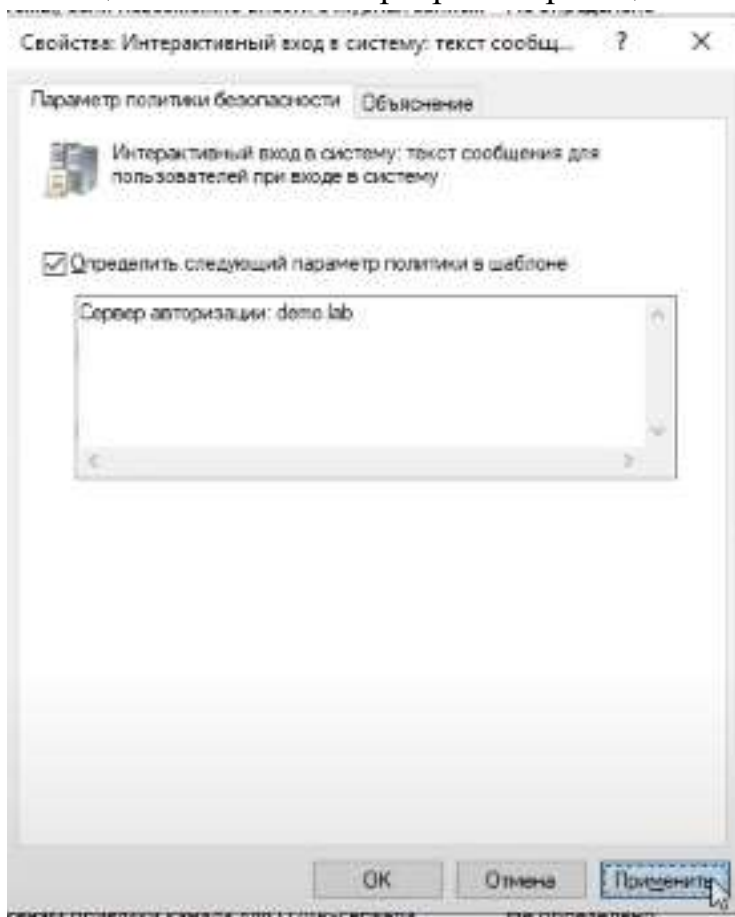 Свойства: Интерактивный вход в систему: текст сообщ... ? ✕
Параметр политики безопасности Объяснение
Интерактивный вход в систему: текст сообщения для
пользователей при входе в систему
Определить следующий параметр политики в шаблоне
Сервер авторизации: demo.lab
ОК Отмена Применить